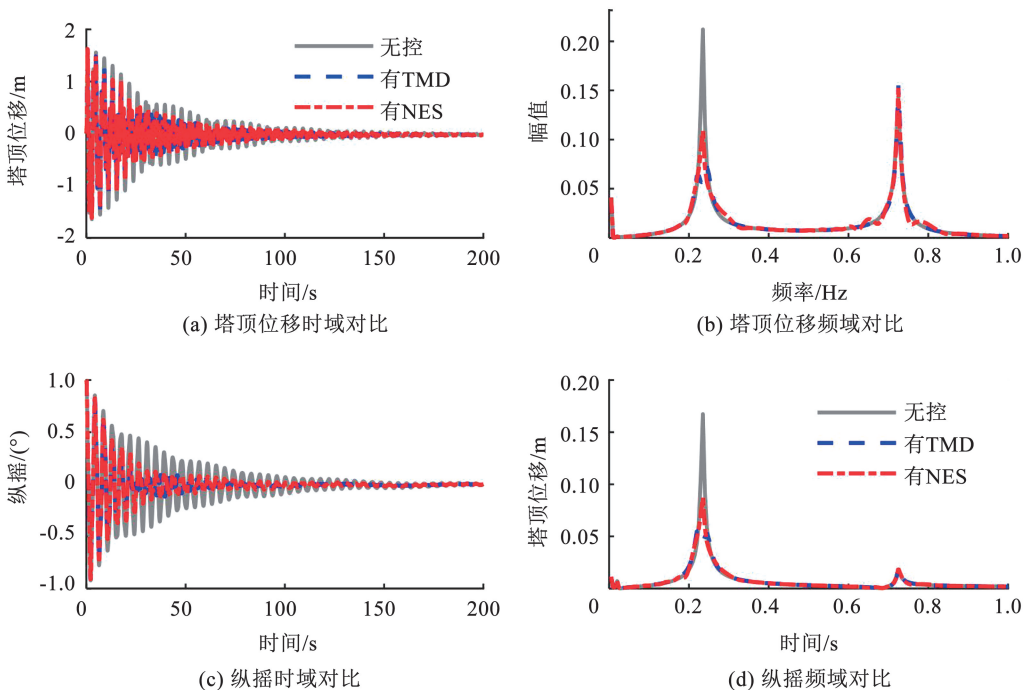 2
1
0
-1
-2
塔顶位移/m
无控
有TMD
有NES
0
50
100
150
200
时间/s
(a) 塔顶位移时域对比
0.20
0.15
0.10
0.05
幅值
0
0.2
0.4
0.6
0.8
1.0
频率/Hz
(b) 塔顶位移频域对比
1.0
0.5
0
-0.5
-1.0
纵摇/(°)
0
50
100
150
200
时间/s
(c) 纵摇时域对比
0.20
0.15
0.10
0.05
塔顶位移/m
无控
有TMD
有NES
0
0.2
0.4
0.6
0.8
1.0
时间/s
(d) 纵摇频域对比